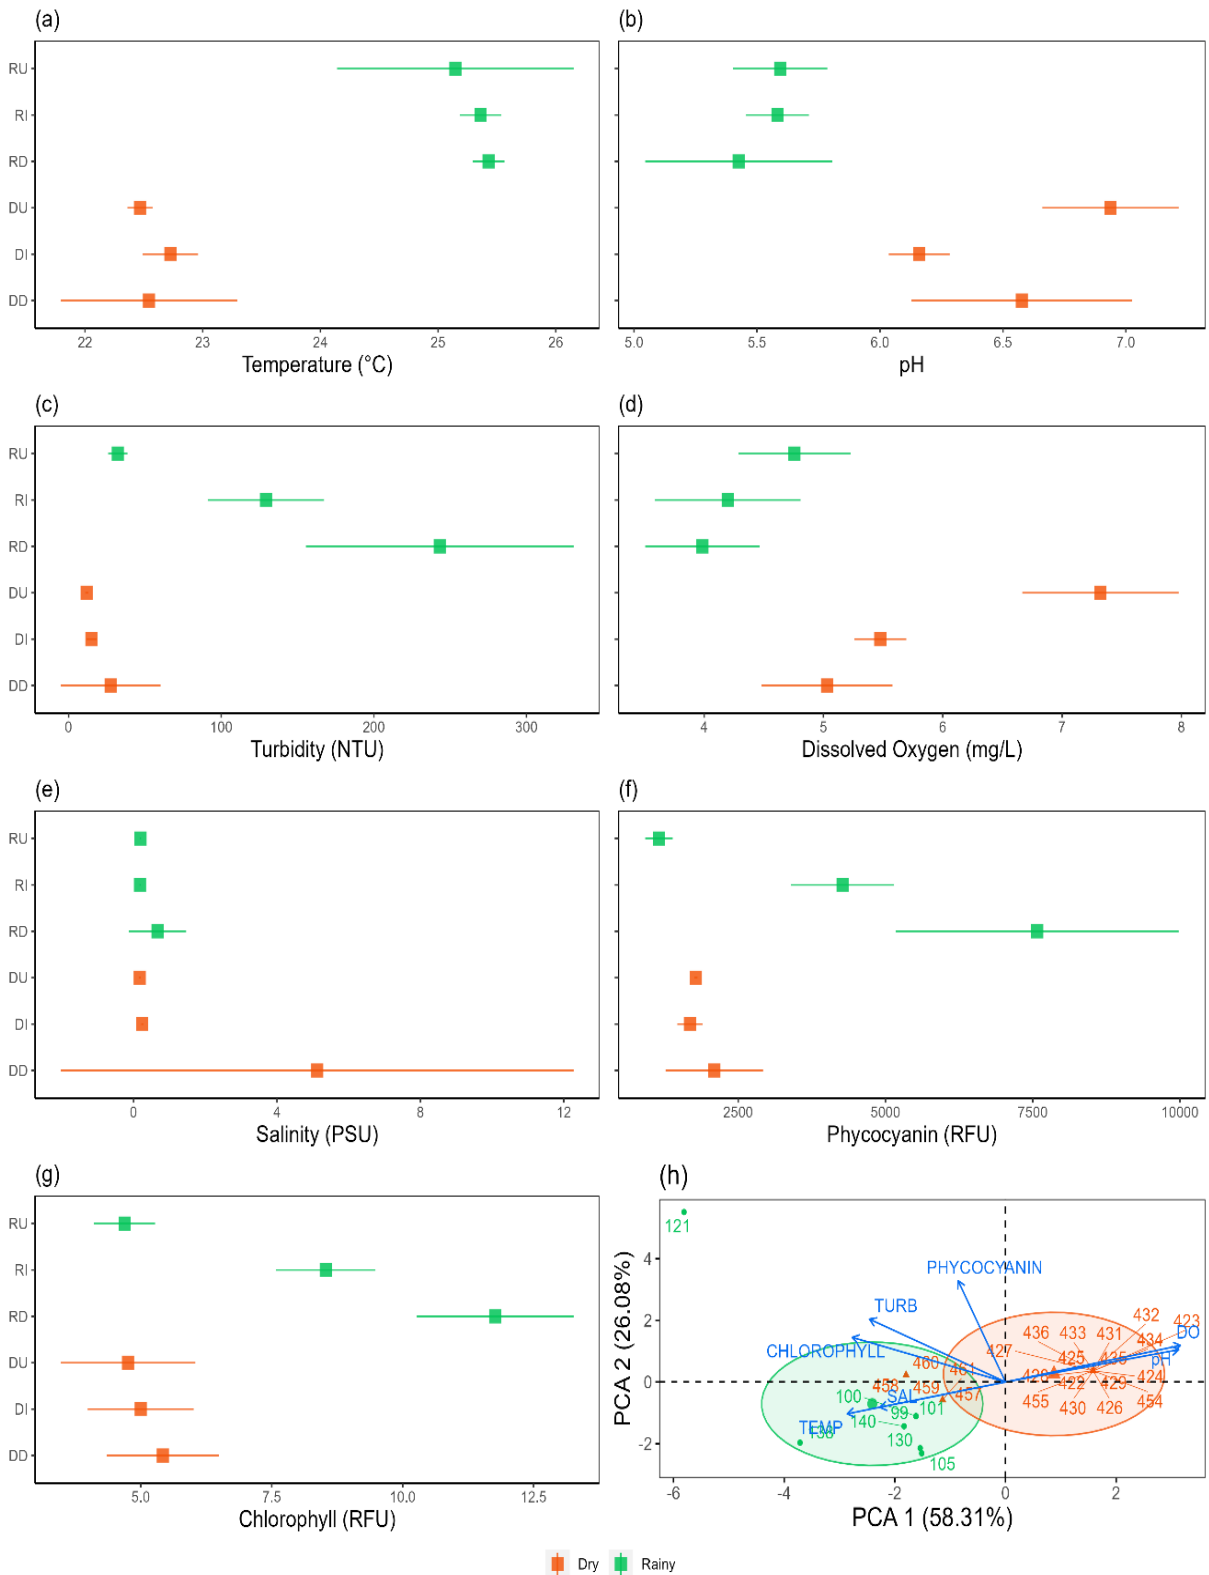 (a)
RU
RI
RD
DU
DI
DD
22 23 24 25 26
Temperature (°C)
(b)
5.0 5.5 6.0 6.5 7.0
pH
(c)
RU
RI
RD
DU
DI
DD
0 100 200 300
Turbidity (NTU)
(d)
4 5 6 7 8
Dissolved Oxygen (mg/L)
(e)
RU
RI
RD
DU
DI
DD
0 4 8 12
Salinity (PSU)
(f)
2500 5000 7500 10000
Phycocyanin (RFU)
(g)
RU
RI
RD
DU
DI
DD
5.0 7.5 10.0 12.5
Chlorophyll (RFU)
(h)
PCA 2 (26.08%)
4
2
0
-2
121
PHYCOCYANIN
TURB
432 423
436 433 431
434 DO
CHLOROPHYLL
427
425
pH
460 461
424
458 459 457
422 429
100 SAL
455 430 426 454
99 101
TEMP 140
130
105
-6 -4 -2 0 2
PCA 1 (58.31%)
Dry Rainy